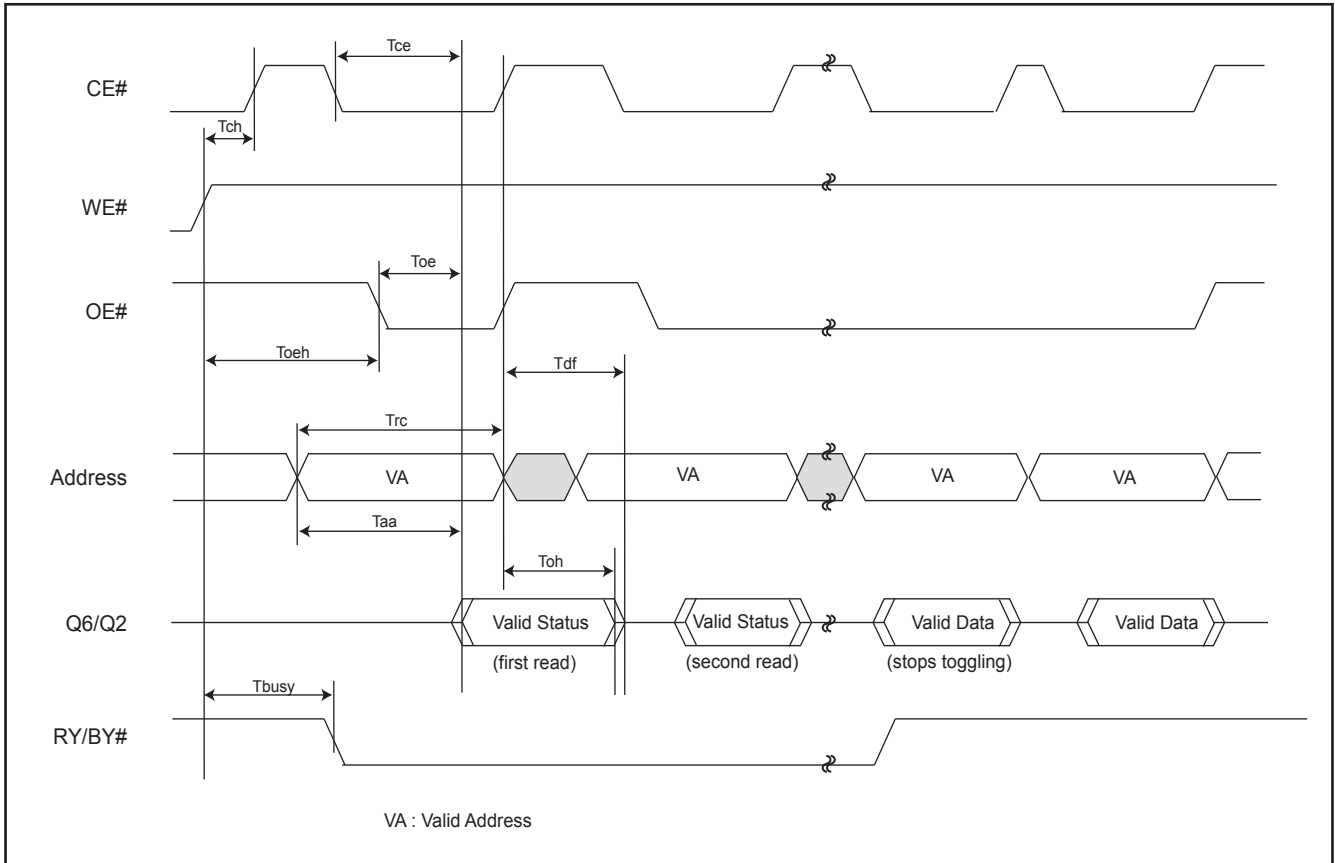 Tce
CE#
Tch
WE#
Toe
OE#
Toeh
Tdf
Trc
Address
VA
VA
VA
VA
Taa
Toh
Q6/Q2
Valid Status
Valid Status
Valid Data
Valid Data
(first read)
(second read)
(stops toggling)
Tbusy
RY/BY#
VA : Valid Address